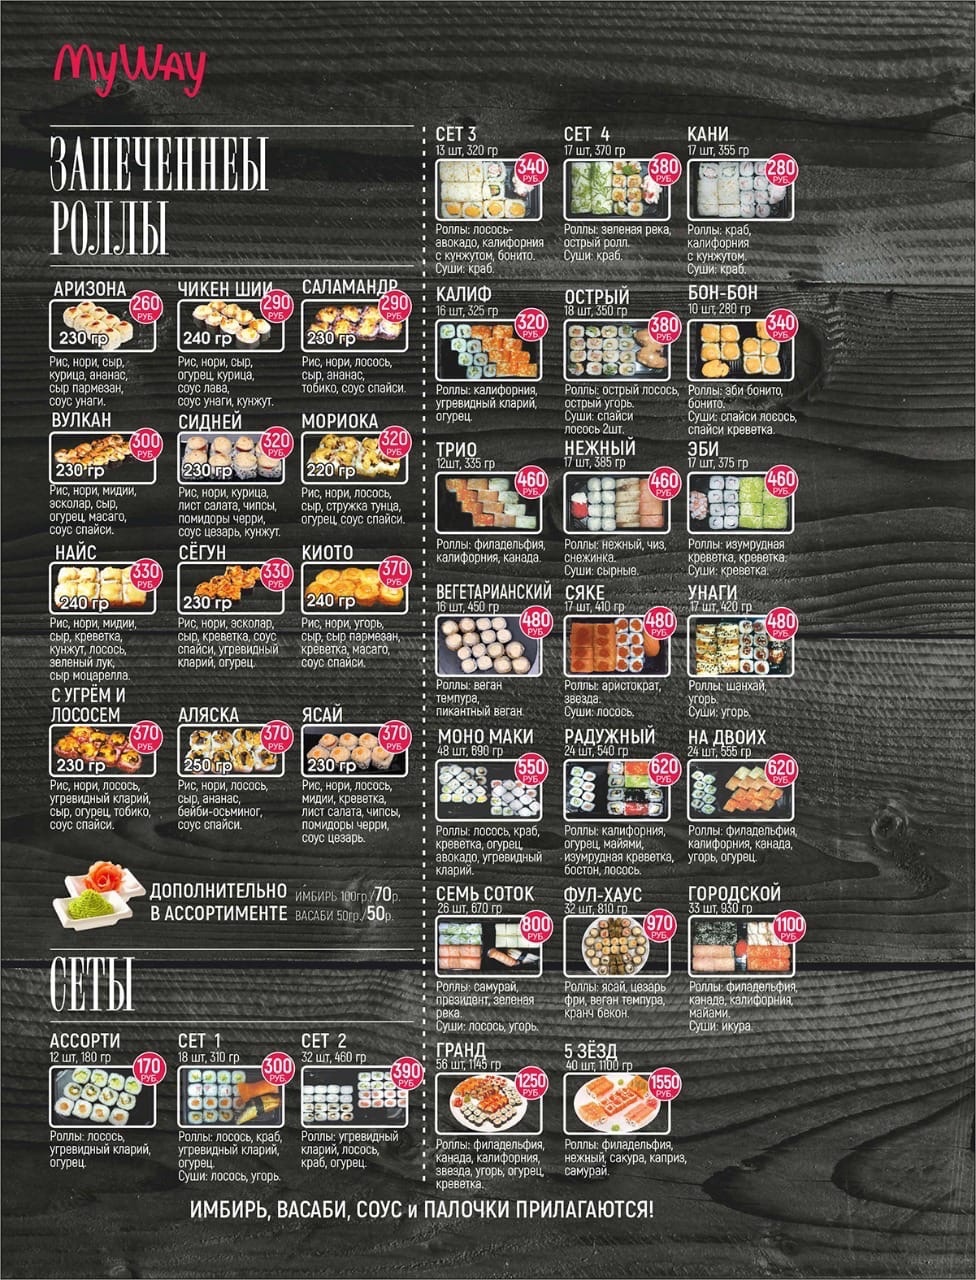 MyWay
ЗАПЕЧЕННЕЫ
РОЛЛЫ
АРИЗОНА
260 РУБ.
230 гр
Рис, нори, сыр,
курица, ананас,
сыр пармезан,
соус унаги.
ЧИКЕН ШИИ
290 РУБ.
240 гр
Рис, нори, сыр,
огурец, курица,
соус лава,
соус унаги, кунжут.
САЛАМАНДР
290 РУБ.
230 гр
Рис, нори, лосось,
сыр, ананас,
тобико, соус спайси.
ВУЛКАН
300 РУБ.
230 гр
Рис, нори, мидии,
эсколар, сыр,
огурец, масаго,
соус спайси.
СИДНЕЙ
320 РУБ.
230 гр
Рис, нори, курица,
лист салата, чипсы,
помидоры черри,
соус цезарь, кунжут.
МОРИОКА
320 РУБ.
220 гр
Рис, нори, лосось,
сыр, стружка тунца,
огурец, соус спайси.
НАЙС
330 РУБ.
240 гр
Рис, нори, мидии,
сыр, креветка,
кунжут, лосось,
зеленый лук,
сыр моцарелла.
СЁГУН
330 РУБ.
230 гр
Рис, нори, эсколар,
сыр, креветка, соус
спайси, угревидный
кларий, огурец.
КИОТО
370 РУБ.
240 гр
Рис, нори, угорь,
сыр, сыр пармезан,
креветка, масаго,
соус спайси.
С УГРЁМ И
ЛОСОСЕМ
370 РУБ.
230 гр
Рис, нори, лосось,
угревидный кларий,
сыр, огурец, тобико,
соус спайси.
АЛЯСКА
370 РУБ.
250 гр
Рис, нори, лосось,
сыр, ананас,
бейби-осьминог,
соус спайси.
ЯСАЙ
370 РУБ.
230 гр
Рис, нори, лосось,
мидии, креветка,
лист салата, чипсы,
помидоры черри,
соус цезарь.
ДОПОЛНИТЕЛЬНО
В АССОРТИМЕНТЕ
ИМБИРЬ 100гр./70р.
ВАСАБИ 50гр./50р.
СЕТЫ
АССОРТИ
12 шт, 180 гр
170 РУБ.
Роллы: лосось,
угревидный кларий,
огурец.
СЕТ 1
18 шт, 310 гр
300 РУБ.
Роллы: лосось, краб,
угревидный кларий,
огурец.
Суши: лосось, угорь.
СЕТ 2
32 шт, 460 гр
390 РУБ.
Роллы: угревидный
кларий, лосось,
краб, огурец.
СЕТ 3
13 шт, 320 гр
340 РУБ.
Роллы: лосось-
авокадо, калифорния
с кунжутом, бонито.
Суши: краб.
СЕТ 4
17 шт, 370 гр
380 РУБ.
Роллы: зеленая река,
острый ролл.
Суши: краб.
КАНИ
17 шт, 355 гр
280 РУБ.
Роллы: краб,
калифорния
с кунжутом.
Суши: краб.
КАЛИФ
16 шт, 325 гр
320 РУБ.
Роллы: калифорния,
угревидный кларий,
огурец.
ОСТРЫЙ
18 шт, 350 гр
380 РУБ.
Роллы: острый лосось,
острый угорь.
Суши: спайси
лосось 2шт.
БОН-БОН
10 шт, 280 гр
340 РУБ.
Роллы: эби бонито,
бонито.
Суши: спайси лосось,
спайси креветка.
ТРИО
12шт, 335 гр
460 РУБ.
Роллы: филадельфия,
калифорния, канада.
НЕЖНЫЙ
17 шт, 385 гр
460 РУБ.
Роллы: нежный, чиз,
снежинка.
Суши: сырные.
ЭБИ
17 шт, 375 гр
460 РУБ.
Роллы: изумрудная
креветка, креветка.
Суши: креветка.
ВЕГЕТАРИАНСКИЙ
16 шт, 450 гр
480 РУБ.
Роллы: веган
темпура,
пикантный веган.
СЯКЕ
17 шт, 410 гр
480 РУБ.
Роллы: аристократ,
звезда.
Суши: лосось.
УНАГИ
17 шт, 420 гр
480 РУБ.
Роллы: шанхай,
угорь.
Суши: угорь.
МОНО МАКИ
48 шт, 690 гр
550 РУБ.
Роллы: лосось, краб,
креветка, огурец,
авокадо, угревидный
кларий.
РАДУЖНЫЙ
24 шт, 540 гр
620 РУБ.
Роллы: калифорния,
огурец, майями,
изумрудная креветка,
бостон, лосось.
НА ДВОИХ
24 шт, 555 гр
620 РУБ.
Роллы: филадельфия,
калифорния, канада,
угорь, огурец.
СЕМЬ СОТОК
26 шт, 670 гр
800 РУБ.
Роллы: самурай,
президент, зеленая
река.
Суши: лосось, угорь.
ФУЛ-ХАУС
32 шт, 810 гр
970 РУБ.
Роллы: ясай, цезарь
фри, веган темпура,
кранч бекон.
ГОРОДСКОЙ
33 шт, 930 гр
1100 РУБ.
Роллы: филадельфия,
канада, калифорния,
майами.
Суши: икура.
ГРАНД
56 шт, 1145 гр
1250 РУБ.
Роллы: филадельфия,
канада, калифорния,
звезда, угорь, огурец,
креветка.
5 ЗЁЗД
40 шт, 1100 гр
1550 РУБ.
Роллы: филадельфия,
нежный, сакура, каприз,
самурай.
ИМБИРЬ, ВАСАБИ, СОУС и ПАЛОЧКИ ПРИЛАГАЮТСЯ!